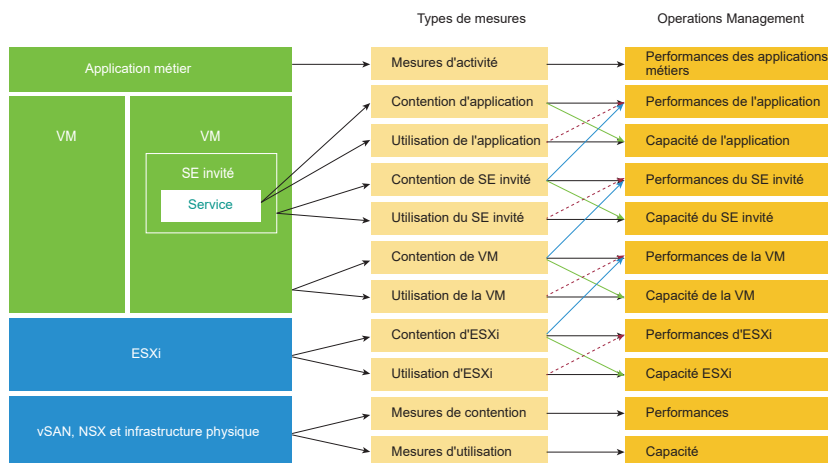 Types de mesures
Operations Management
Application métier
Mesures d'activité
Performances des applications
métiers
VM
VM
SE invité
Service
Contention d'application
Performances de l'application
Utilisation de l'application
Capacité de l'application
Contention de SE invité
Performances du SE invité
Utilisation du SE invité
Capacité du SE invité
Contention de VM
Performances de la VM
Utilisation de la VM
Capacité de la VM
ESXi
Contention d'ESXi
Performances d'ESXi
Utilisation d'ESXi
Capacité ESXi
vSAN, NSX et infrastructure physique
Mesures de contention
Performances
Mesures d'utilisation
Capacité